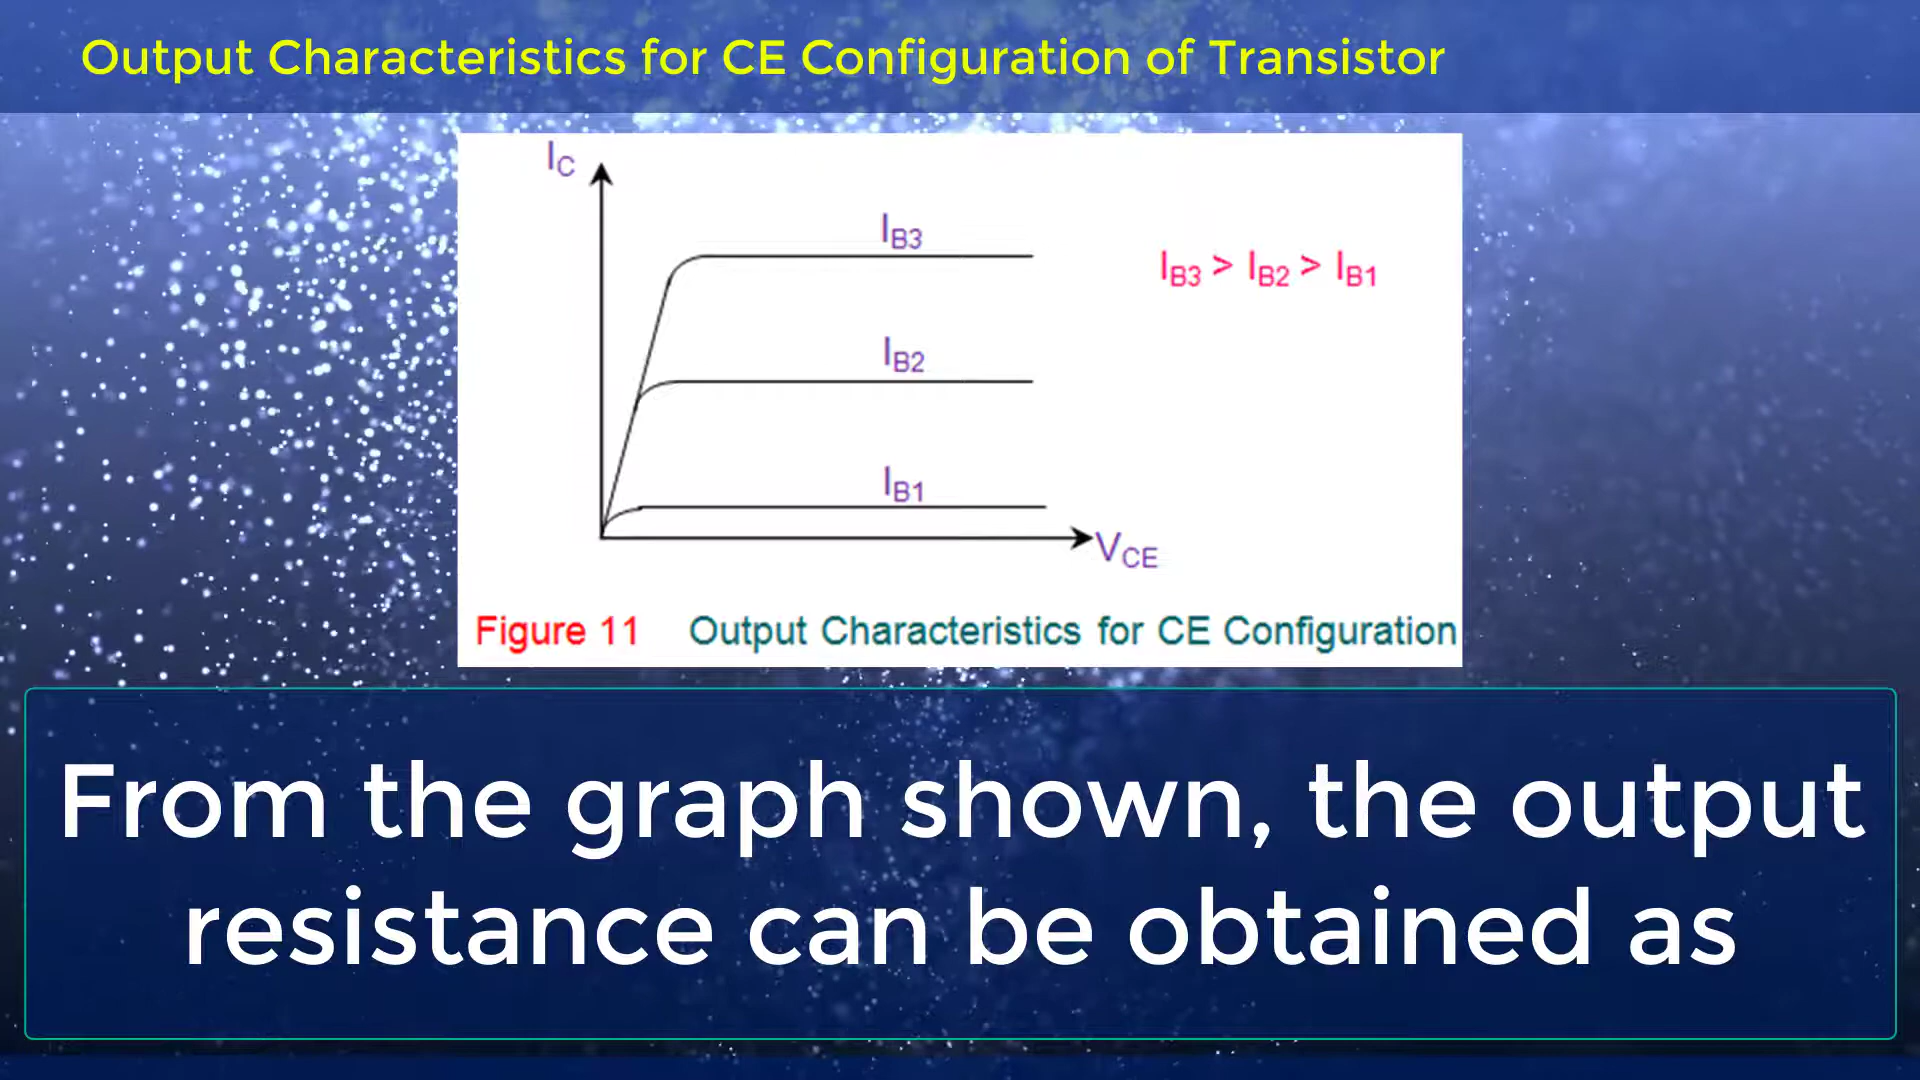 Output Characteristics for CE Configuration of Transistor
I_C
I_B3
I_B3 > I_B2 > I_B1
I_B2
I_B1
V_CE
Figure 11 Output Characteristics for CE Configuration
From the graph shown, the output
resistance can be obtained as